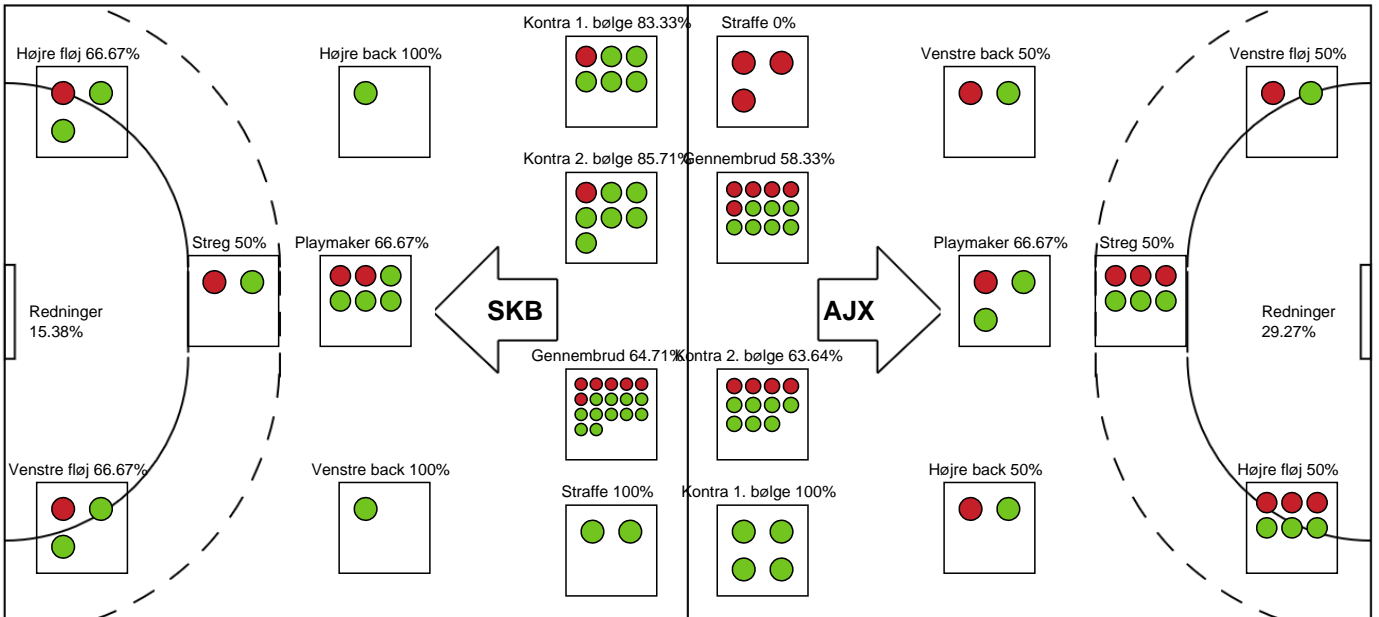 Kontra 1. bølge 83.33%
Straffe 0%
Højre fløj 66.67%
Højre back 100%
Venstre back 50%
Venstre fløj 50%
Kontra 2. bølge 85.71%
Gennembrud 58.33%
Streg 50%
Playmaker 66.67%
Playmaker 66.67%
Streg 50%
SKB
AJX
Redninger
15.38%
Redninger
29.27%
Gennembrud 64.71%
Kontra 2. bølge 63.64%
Venstre fløj 66.67%
Venstre back 100%
Højre back 50%
Højre fløj 50%
Straffe 100%
Kontra 1. bølge 100%